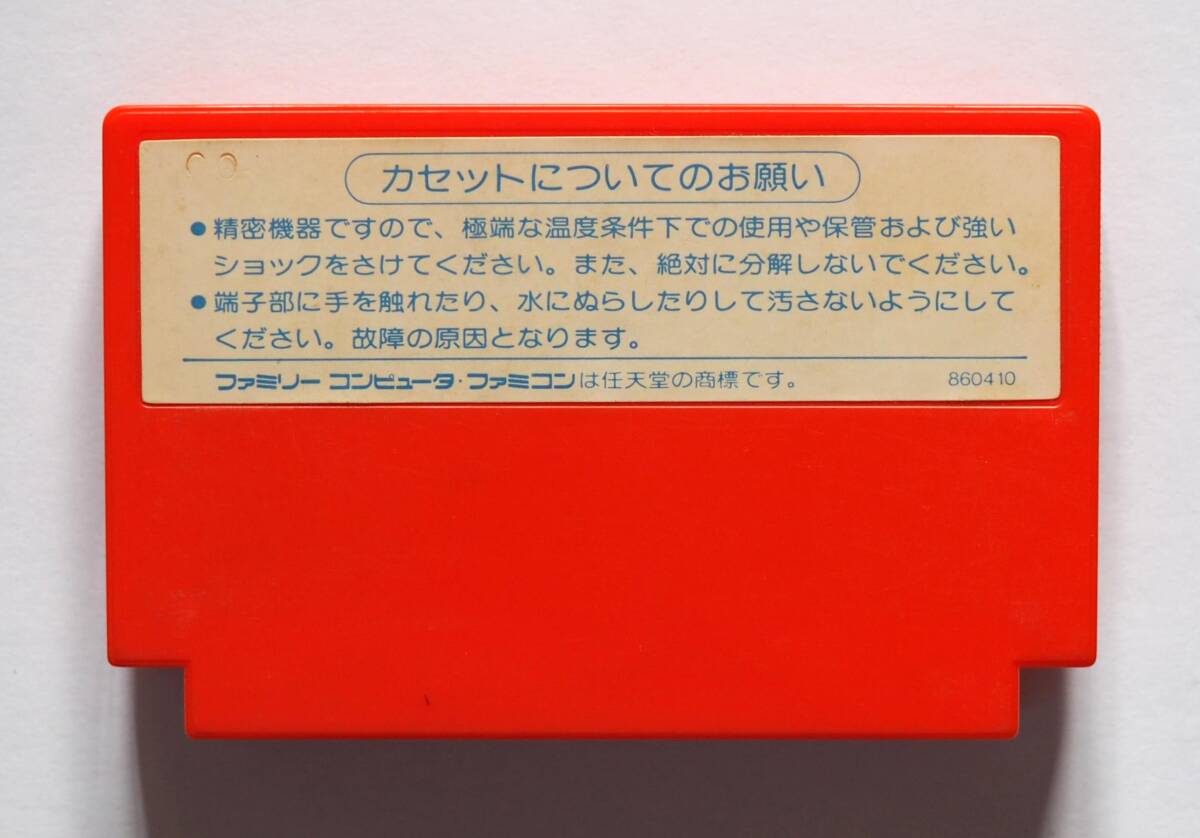 カセットについてのお願い
●精密機器ですので、極端な温度条件下での使用や保管および強い
ショックをさけてください。また、絶対に分解しないでください。
●端子部に手を触れたり、水にぬらしたりして汚さないようにして
ください。故障の原因となります。
ファミリー コンピュータ・ファミコンは任天堂の商標です。 860410